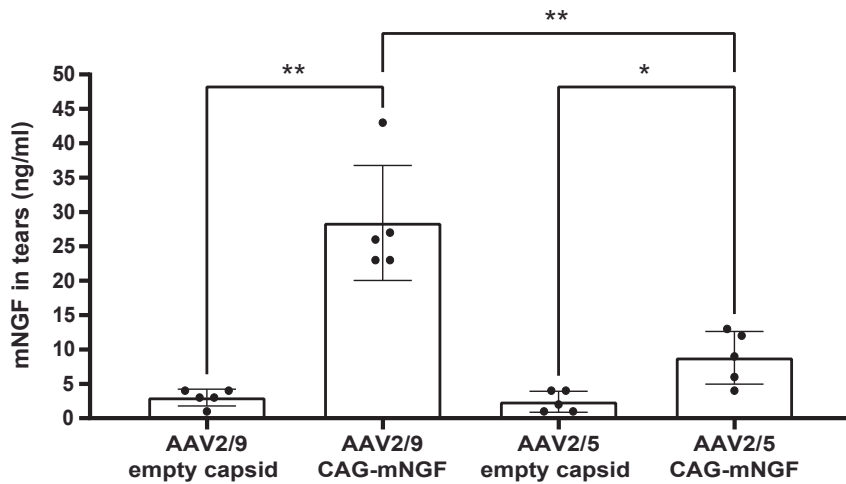 **
**
*
mNGF in tears (ng/ml)
50
45
40
35
30
25
20
15
10
5
0
AAV2/9
empty capsid
AAV2/9
CAG-mNGF
AAV2/5
empty capsid
AAV2/5
CAG-mNGF